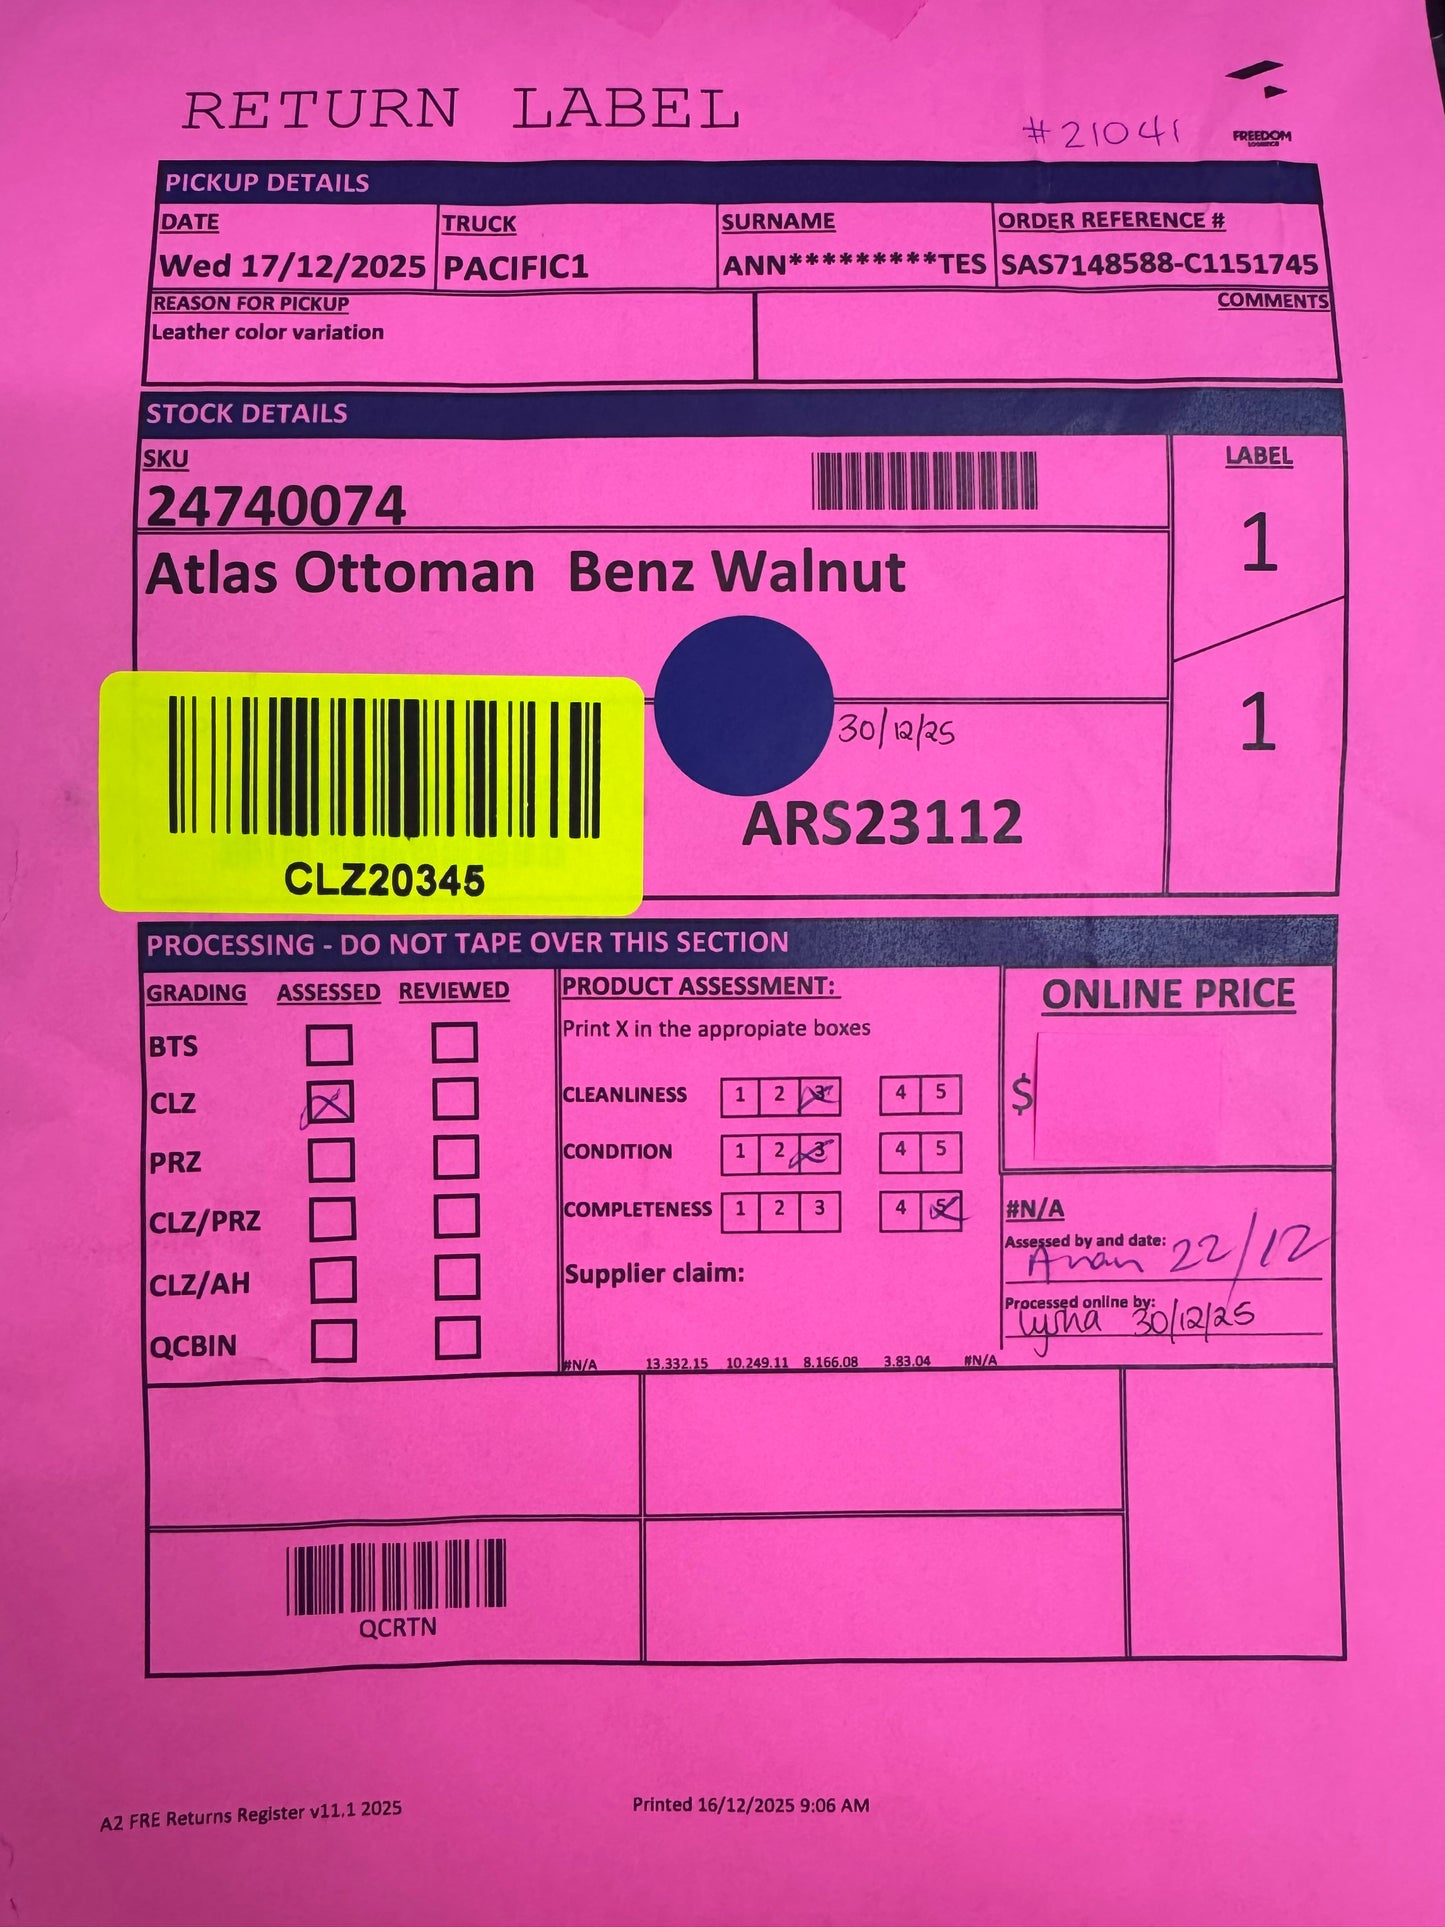 RETURN LABEL
#21041
FREEDOM
LOGISTICS
PICKUP DETAILS
DATE TRUCK SURNAME ORDER REFERENCE #
Wed 17/12/2025 PACIFIC1 ANN*********TES SAS7148588-C1151745
REASON FOR PICKUP COMMENTS
Leather color variation
STOCK DETAILS
SKU LABEL
24740074
1
Atlas Ottoman Benz Walnut
1
30/12/25
ARS23112
CLZ20345
PROCESSING - DO NOT TAPE OVER THIS SECTION
GRADING ASSESSED REVIEWED
BTS
CLZ X
PRZ
CLZ/PRZ
CLZ/AH
QCBIN
PRODUCT ASSESSMENT:
Print X in the appropiate boxes
CLEANLINESS 1 2 3 4 5
CONDITION 1 2 3 4 5
COMPLETENESS 1 2 3 4 5
Supplier claim:
#N/A 13.332.15 10.249.11 8.166.08 3.83.04 #N/A
ONLINE PRICE
$
#N/A
Assessed by and date:
22/12
Processed online by:
30/12/25
QCRTN
A2 FRE Returns Register v11.1 2025
Printed 16/12/2025 9:06 AM